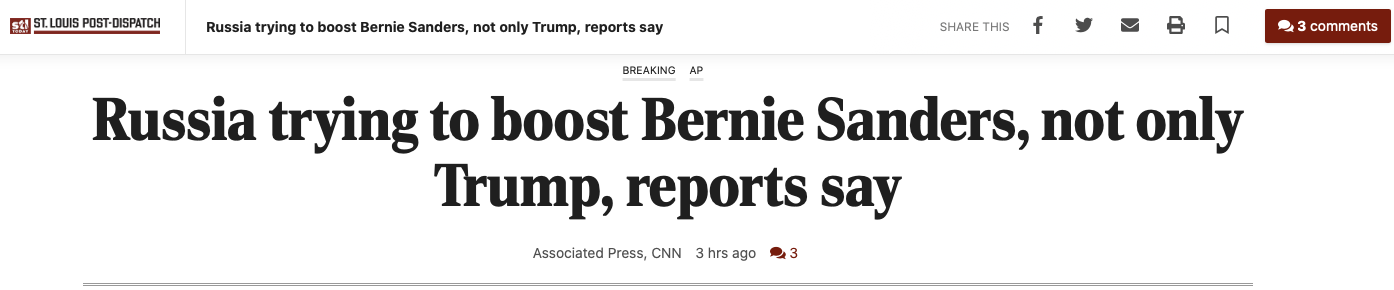 stl TODAY ST. LOUIS POST-DISPATCH Russia trying to boost Bernie Sanders, not only Trump, reports say SHARE THIS 3 comments
BREAKING AP
Russia trying to boost Bernie Sanders, not only
Trump, reports say
Associated Press, CNN 3 hrs ago 3